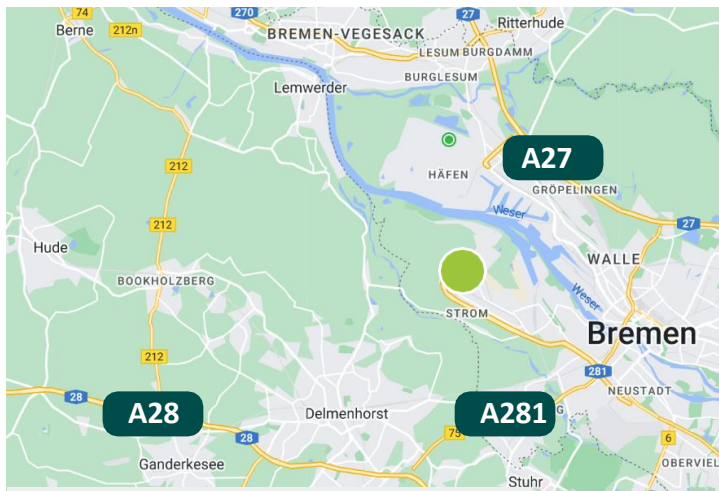 74
Berne
212n
270
BREMEN-VEGESACK
27
Ritterhude
LESUM
BURGDAMM
BURGLESUM
Lemwerder
A27
212
HÄFEN
GRÖPELINGEN
Weser
27
212
Hude
WALLE
BOOKHOLZBERG
Weser
STROM
Bremen
212
281
NEUSTADT
28
A28
A281
G
Delmenhorst
28
75
6
Ganderkesee
OBERVIEL
Stuhr